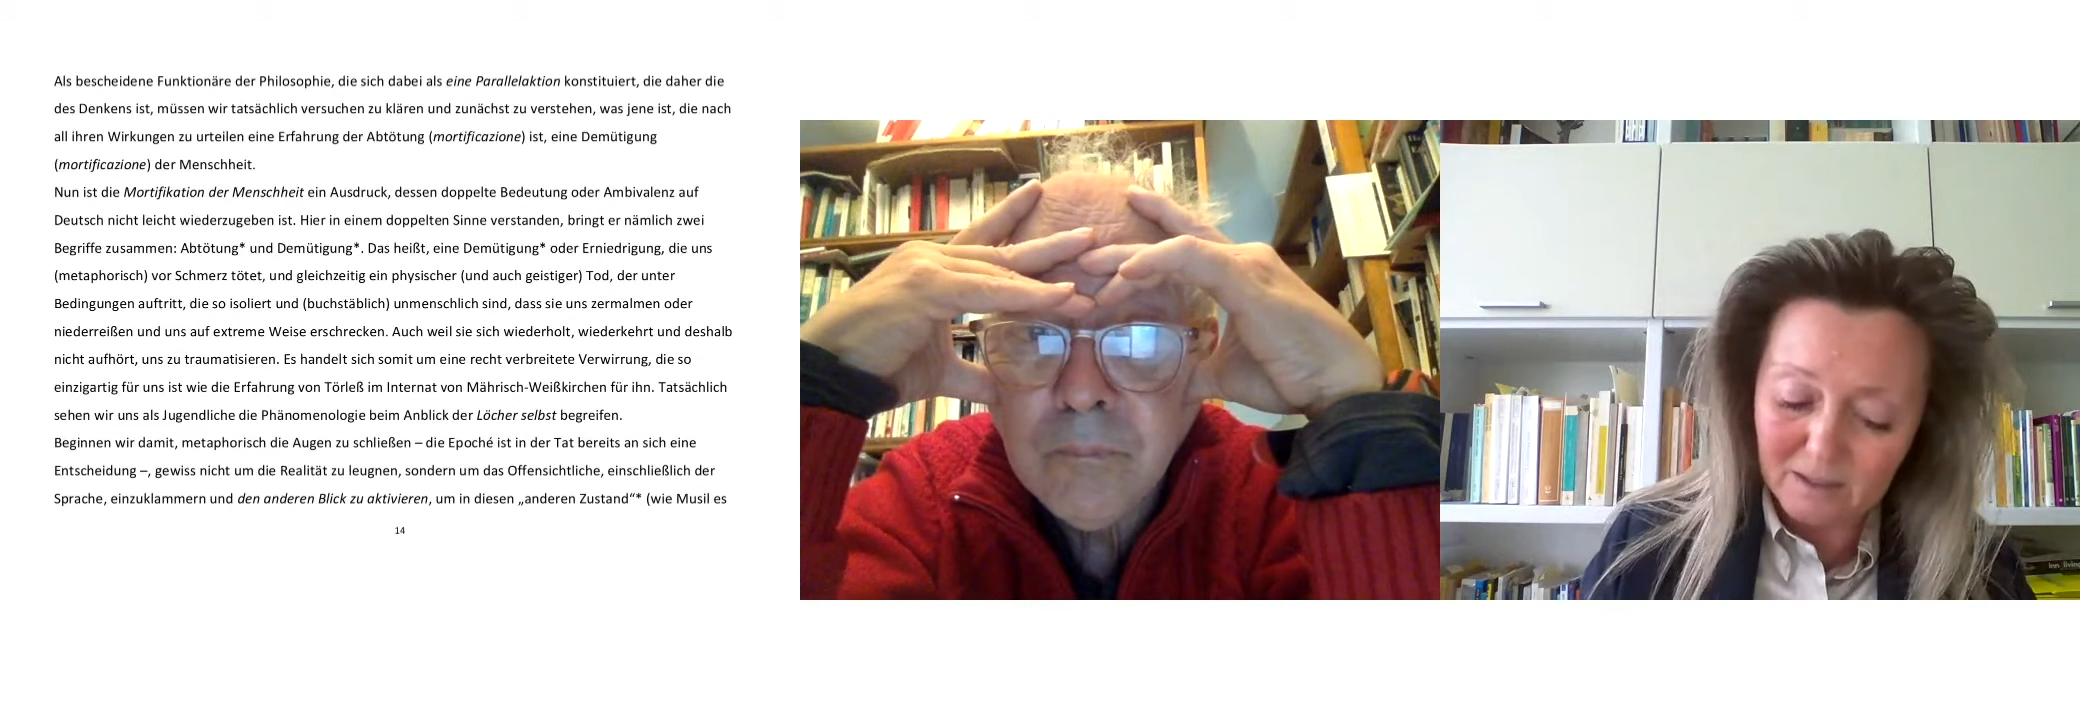 Als bescheidene Funktionäre der Philosophie, die sich dabei als eine Parallelaktion konstituiert, die daher die
des Denkens ist, müssen wir tatsächlich versuchen zu klären und zunächst zu verstehen, was jene ist, die nach
all ihren Wirkungen zu urteilen eine Erfahrung der Abtötung (mortificazione) ist, eine Demütigung
(mortificazione) der Menschheit.
Nun ist die Mortifikation der Menschheit ein Ausdruck, dessen doppelte Bedeutung oder Ambivalenz auf
Deutsch nicht leicht wiederzugeben ist. Hier in einem doppelten Sinne verstanden, bringt er nämlich zwei
Begriffe zusammen: Abtötung* und Demütigung*. Das heißt, eine Demütigung* oder Erniedrigung, die uns
(metaphorisch) vor Schmerz tötet, und gleichzeitig ein physischer (und auch geistiger) Tod, der unter
Bedingungen auftritt, die so isoliert und (buchstäblich) unmenschlich sind, dass sie uns zermalmen oder
niederreißen und uns auf extreme Weise erschrecken. Auch weil sie sich wiederholt, wiederkehrt und deshalb
nicht aufhört, uns zu traumatisieren. Es handelt sich somit um eine recht verbreitete Verwirrung, die so
einzigartig für uns ist wie die Erfahrung von Törleß im Internat von Mährisch-Weißkirchen für ihn. Tatsächlich
sehen wir uns als Jugendliche die Phänomenologie beim Anblick der Löcher selbst begreifen.
Beginnen wir damit, metaphorisch die Augen zu schließen – die Epoché ist in der Tat bereits an sich eine
Entscheidung –, gewiss nicht um die Realität zu leugnen, sondern um das Offensichtliche, einschließlich der
Sprache, einzuklammern und den anderen Blick zu aktivieren, um in diesen „anderen Zustand“* (wie Musil es
14